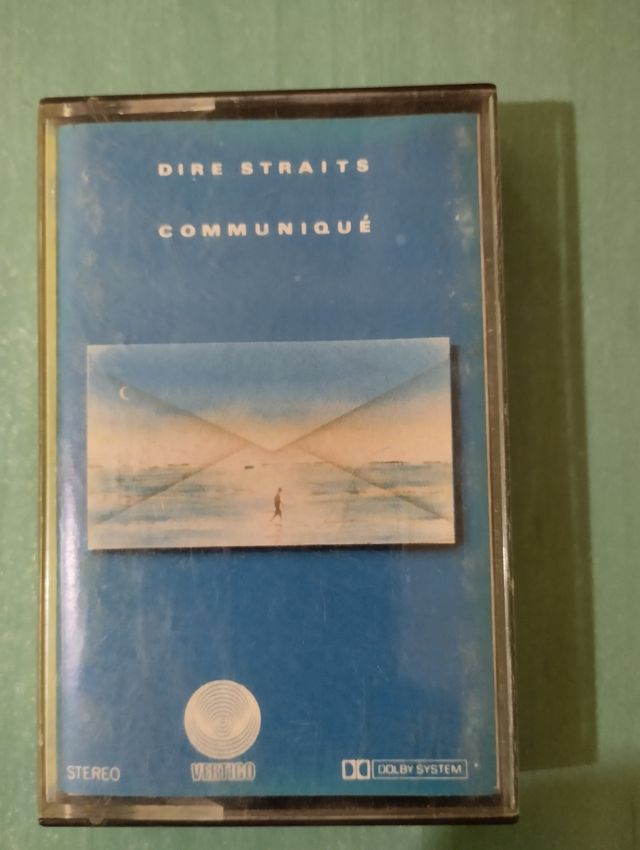 DIRE STRAITS
COMMUNIQUÉ
STEREO
VERTIGO
DOLBY SYSTEM